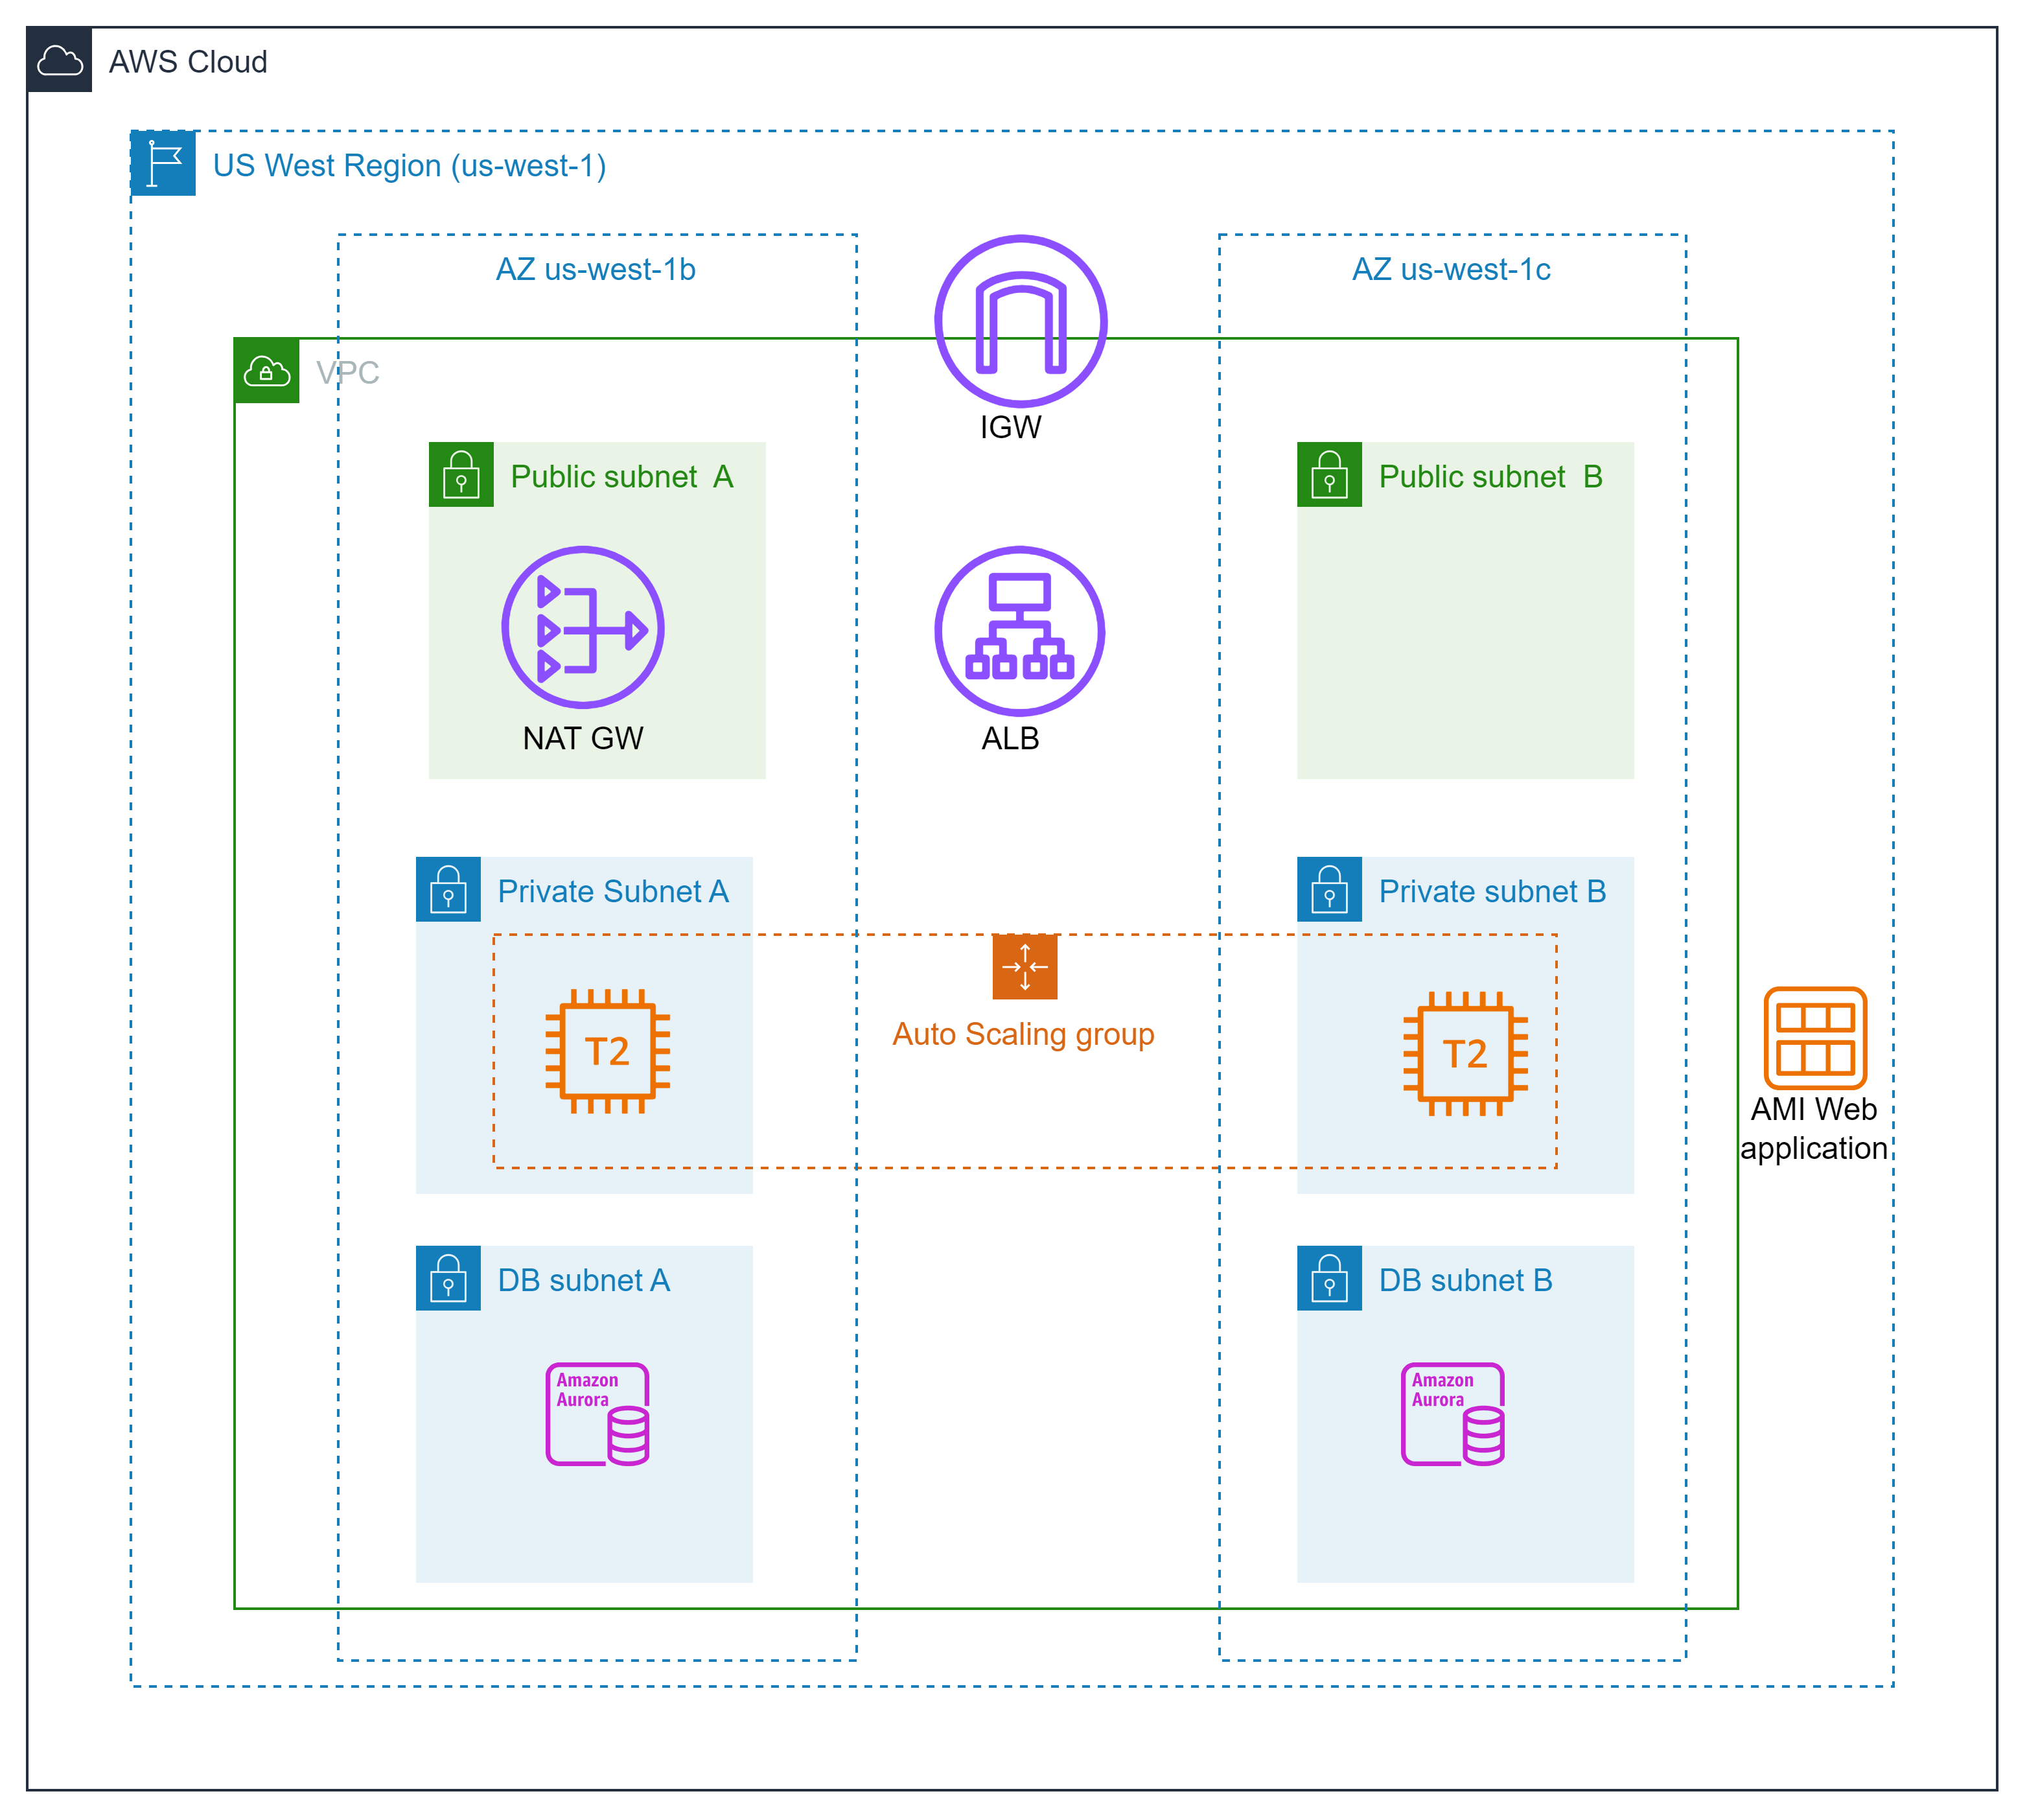 AWS Cloud
US West Region (us-west-1)
AZ us-west-1b
AZ us-west-1c
VPC
IGW
Public subnet  A
Public subnet  B
NAT GW
ALB
Private Subnet A
Private subnet B
Auto Scaling group
T2
T2
AMI Web
application
DB subnet A
DB subnet B
Amazon
Aurora
Amazon
Aurora